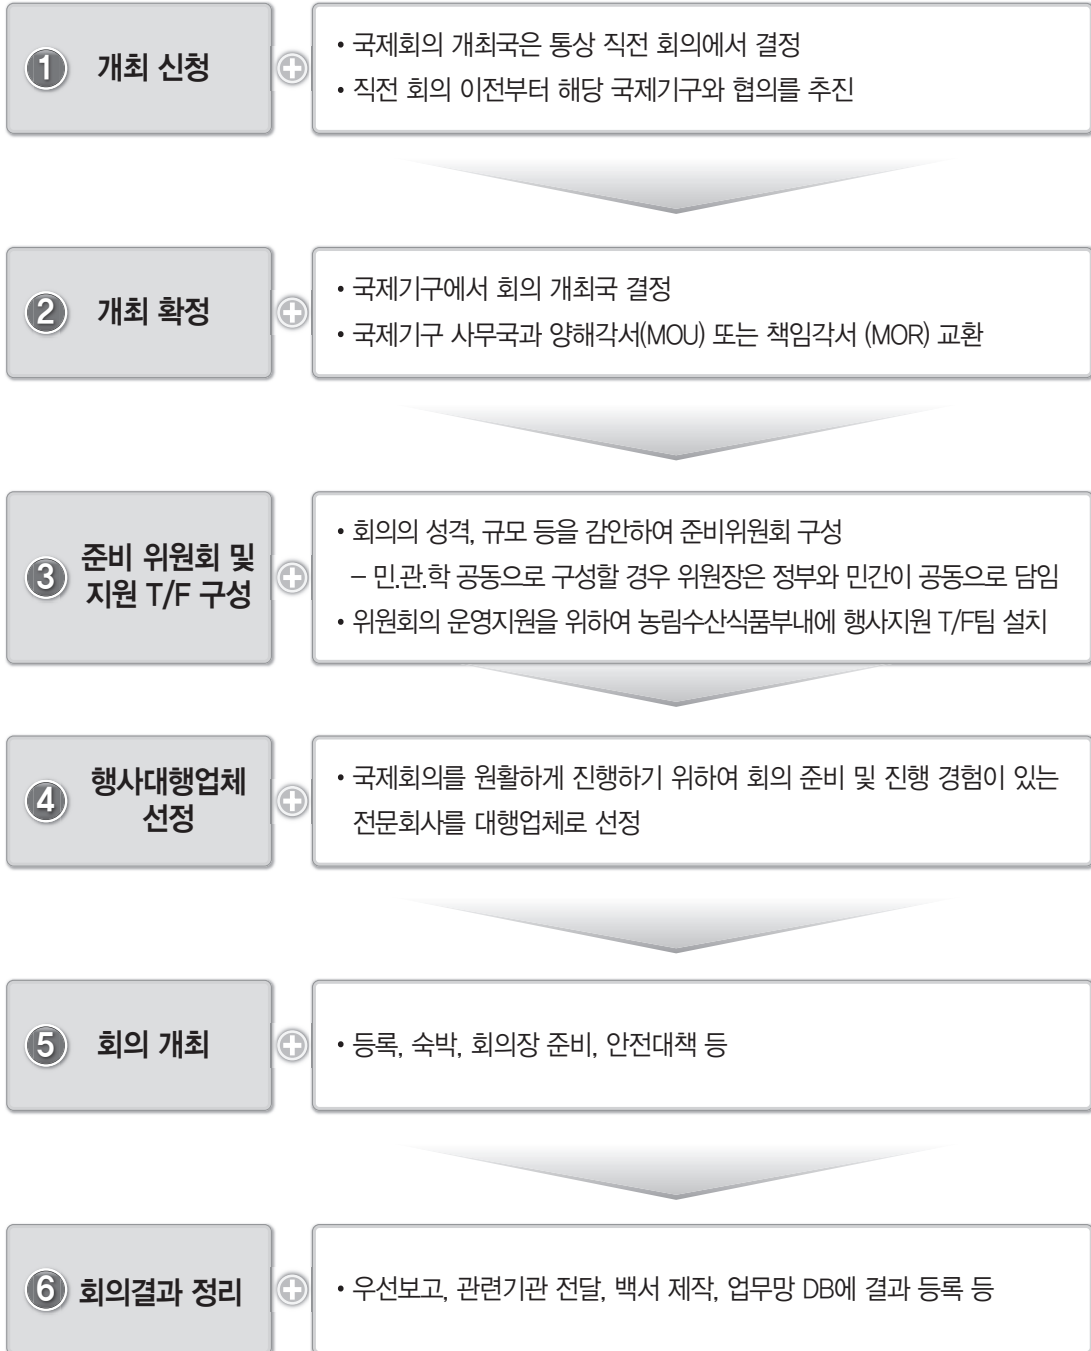 ① 개최 신청
• 국제회의 개최국은 통상 직전 회의에서 결정
• 직전 회의 이전부터 해당 국제기구와 협의를 추진
② 개최 확정
• 국제기구에서 회의 개최국 결정
• 국제기구 사무국과 양해각서(MOU) 또는 책임각서 (MOR) 교환
③ 준비 위원회 및
지원 T/F 구성
• 회의의 성격, 규모 등을 감안하여 준비위원회 구성
– 민.관.학 공동으로 구성할 경우 위원장은 정부와 민간이 공동으로 담임
• 위원회의 운영지원을 위하여 농림수산식품부내에 행사지원 T/F팀 설치
④ 행사대행업체
선정
• 국제회의를 원활하게 진행하기 위하여 회의 준비 및 진행 경험이 있는
전문회사를 대행업체로 선정
⑤ 회의 개최
• 등록, 숙박, 회의장 준비, 안전대책 등
⑥ 회의결과 정리
• 우선보고, 관련기관 전달, 백서 제작, 업무망 DB에 결과 등록 등